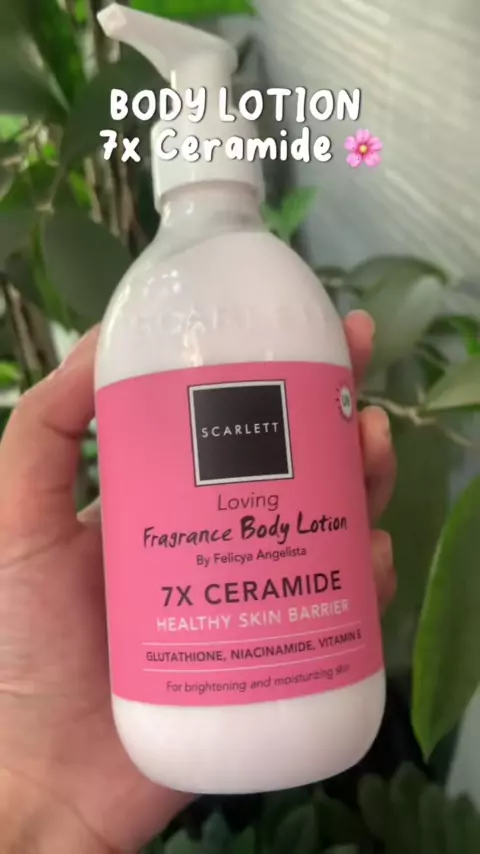 BODY LOTION
7x Ceramide
SCARLETT
SCARLETT
Loving
Fragrance Body Lotion
By Felicya Angelista
7X CERAMIDE
HEALTHY SKIN BARRIER
GLUTATHIONE, NIACINAMIDE, VITAMIN E
For brightening and moisturizing skin